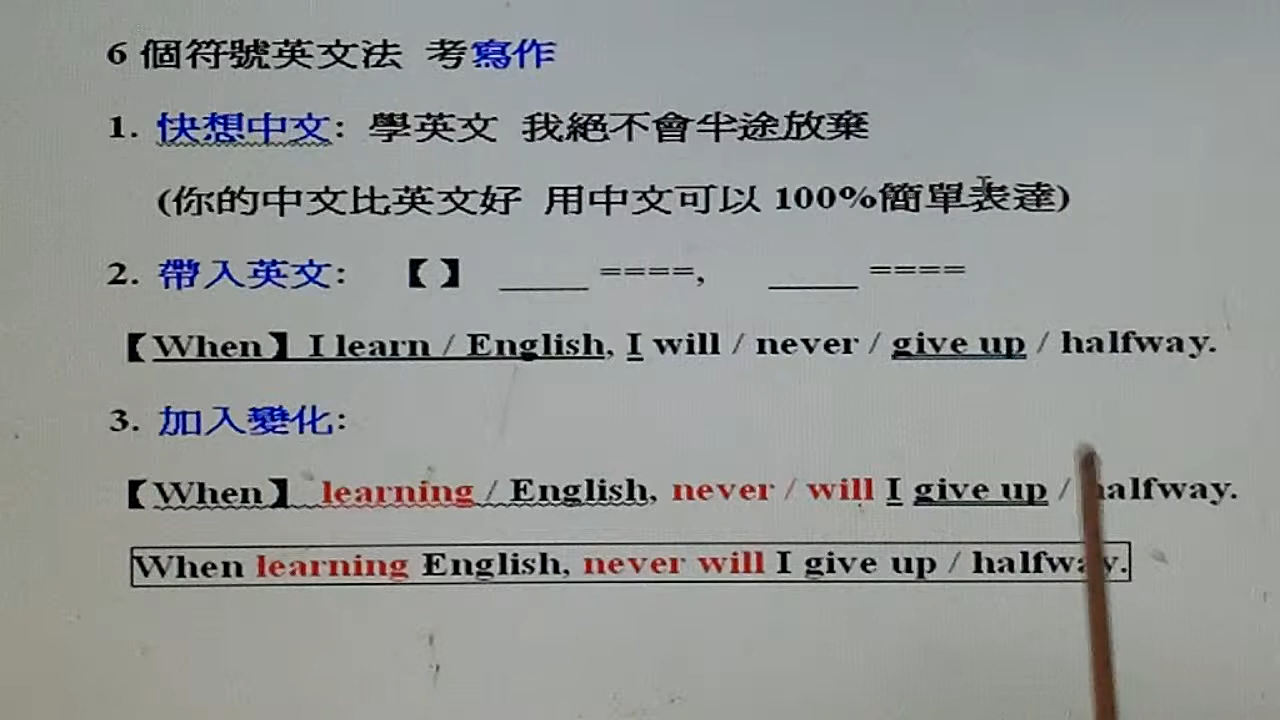 6 個符號英文法 考寫作
1. 快想中文: 學英文 我絕不會半途放棄
(你的中文比英文好 用中文可以 100%簡單表達)
2. 帶入英文: 【 】 ____ ====, ____ ====
【When】 I learn / English, I will / never / give up / halfway.
3. 加入變化:
【When】 learning / English, never / will I give up / halfway.
When learning English, never will I give up / halfway.